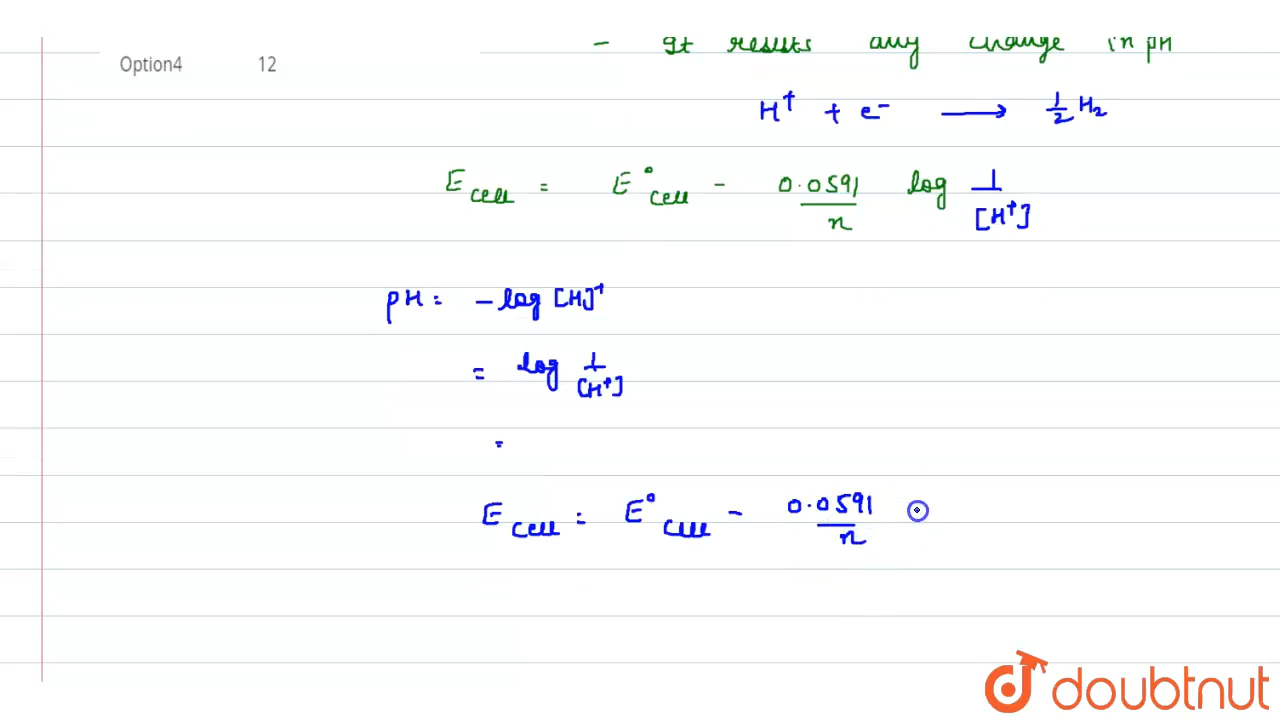 - It resists any change in pH
Option4 12
H⁺ + e⁻ ⟶ 1/2 H₂
E cell = E° cell - 0.0591/n log 1/[H⁺]
pH = - log [H]⁺
= log 1/[H⁺]
=
E cell = E° cell - 0.0591/n
doubtnut